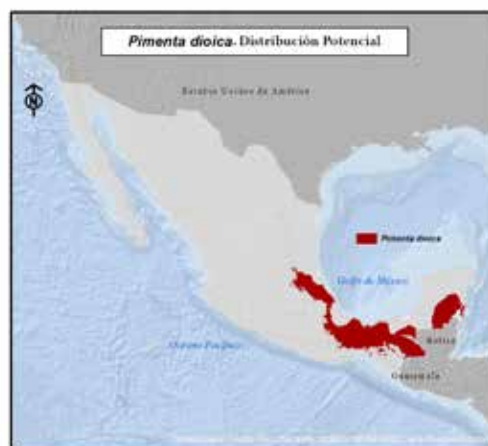 Pimenta dioica. Distribución Potencial
N
Estados Unidos de América
Pimenta dioica
Golfo de México
Océano Pacífico
Belice
Guatemala